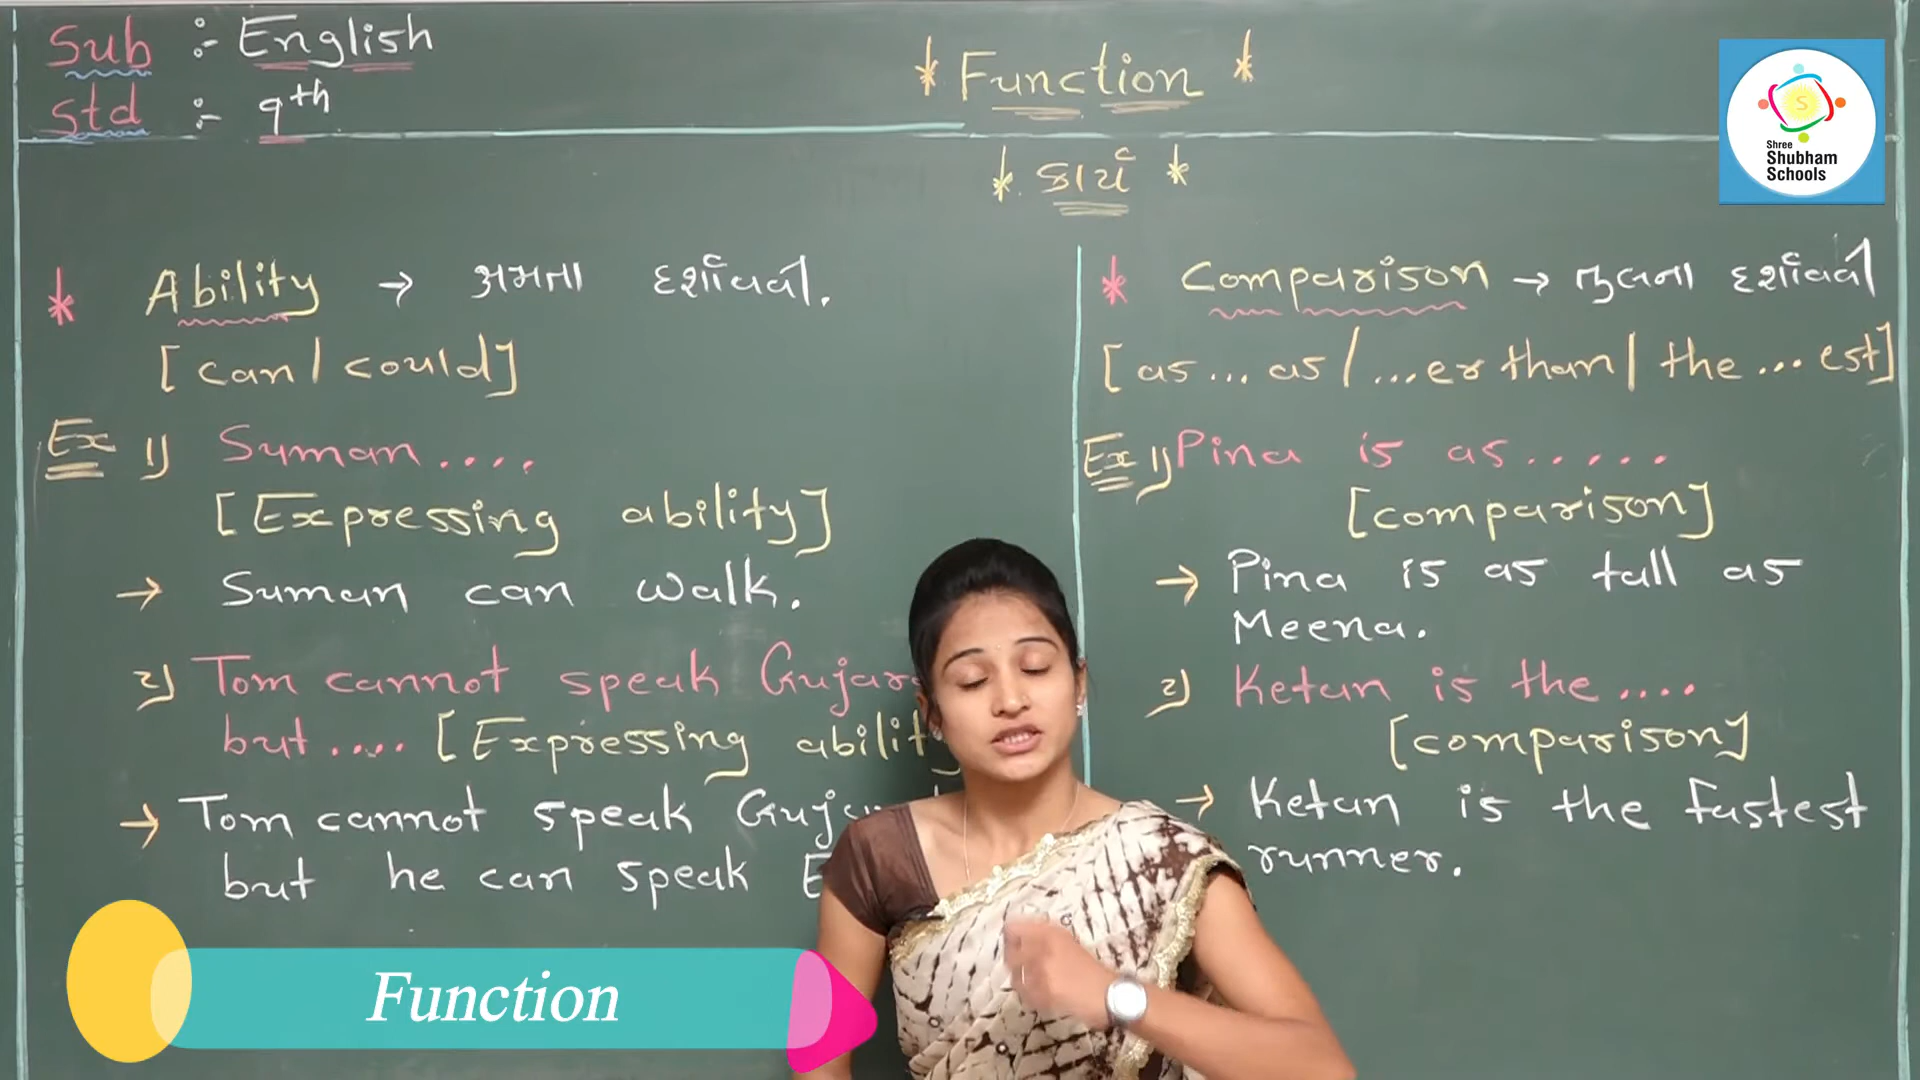 Sub :- English
Std :- 9th
* Function *
* કાર્ય *
Shree
Shubham
Schools
* Ability → ક્ષમતા દર્શાવવી.
[can / could]
Ex 1) Suman....
[Expressing ability]
→ Suman can walk.
2) Tom cannot speak
but.... [Expressing
→ Tom cannot speak
but he can speak
* Comparison → તુલના દર્શાવવી
[as ... as / ...er than / the ... est]
Ex 1) Pina is as.....
[comparison]
→ Pina is as tall as
Meena.
2) Ketan is the....
[comparison]
→ Ketan is the fastest
runner.
Function